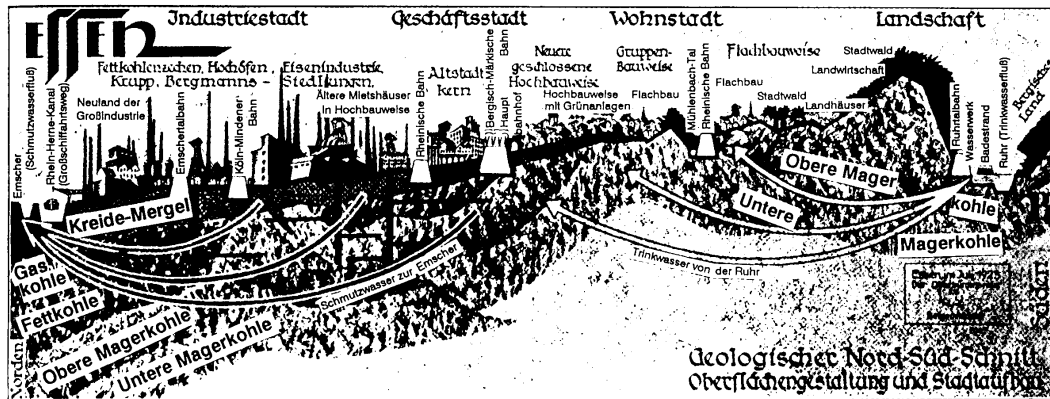 Essen
Industriestadt
Geschäftsstadt
Wohnstadt
Landschaft
Emscher
(Schmutzwasserfluß)
Rhein-Herne-Kanal
(Großschiffahrtsweg)
Fettkohlenzechen, Hochöfen, Eisenindustrie,
Krupp, Bergmanns-Siedlungen,
Neuland der
Großindustrie
Emschertalbahn
Köln-Mindener
Bahn
Ältere Mietshäuser
in Hochbauweise
Rheinische Bahn
Altstadt
kern
Bergisch-Märkische
Bahn
Haupt
bahnhof
Neuere
geschlossene
Hochbauweise
Hochbauweise
mit Grünanlagen
Gruppen-
Bauweise
Flachbau
Mühlenbach-Tal
Rheinische Bahn
Flachbauweise
Flachbau
Stadtwald
Landhäuser
Stadtwald
Landwirtschaft
Ruhrtalbahn
Wasserwerk
Badestrand
Ruhr (Trinkwasserfluß)
Bergisches
Land
Kreide-Mergel
Gas
kohle
Fettkohle
Obere Magerkohle
Untere Magerkohle
Schmutzwasser zur Emscher
Trinkwasser von der Ruhr
Obere Mager
kohle
Untere
Magerkohle
Norden
Süden
Geologischer Nord-Süd-Schnitt
Oberflächengestaltung und Stadtaufbau